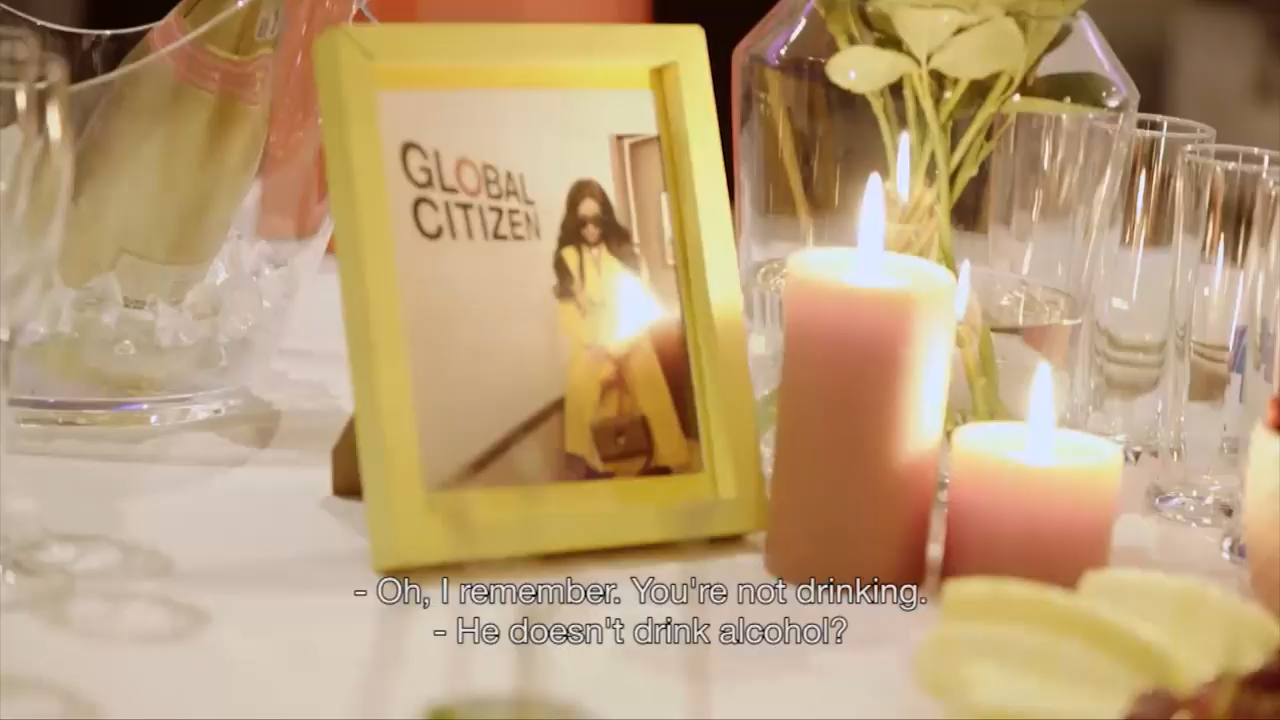 GLOBAL
CITIZEN
- Oh, I remember. You're not drinking.
- He doesn't drink alcohol?